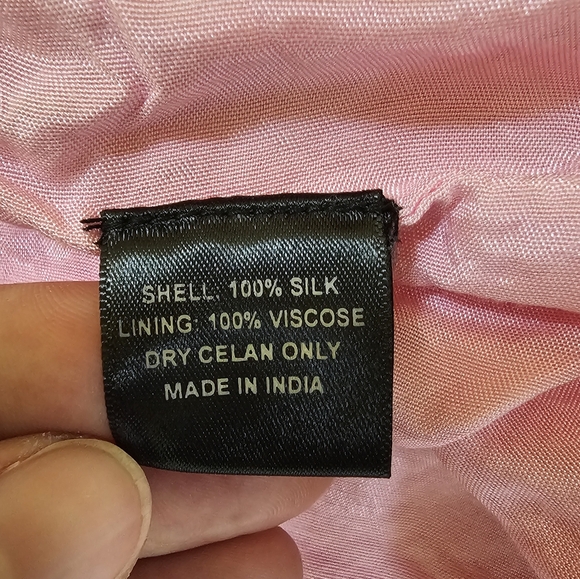 SHELL: 100% SILK
LINING: 100% VISCOSE
DRY CELAN ONLY
MADE IN INDIA